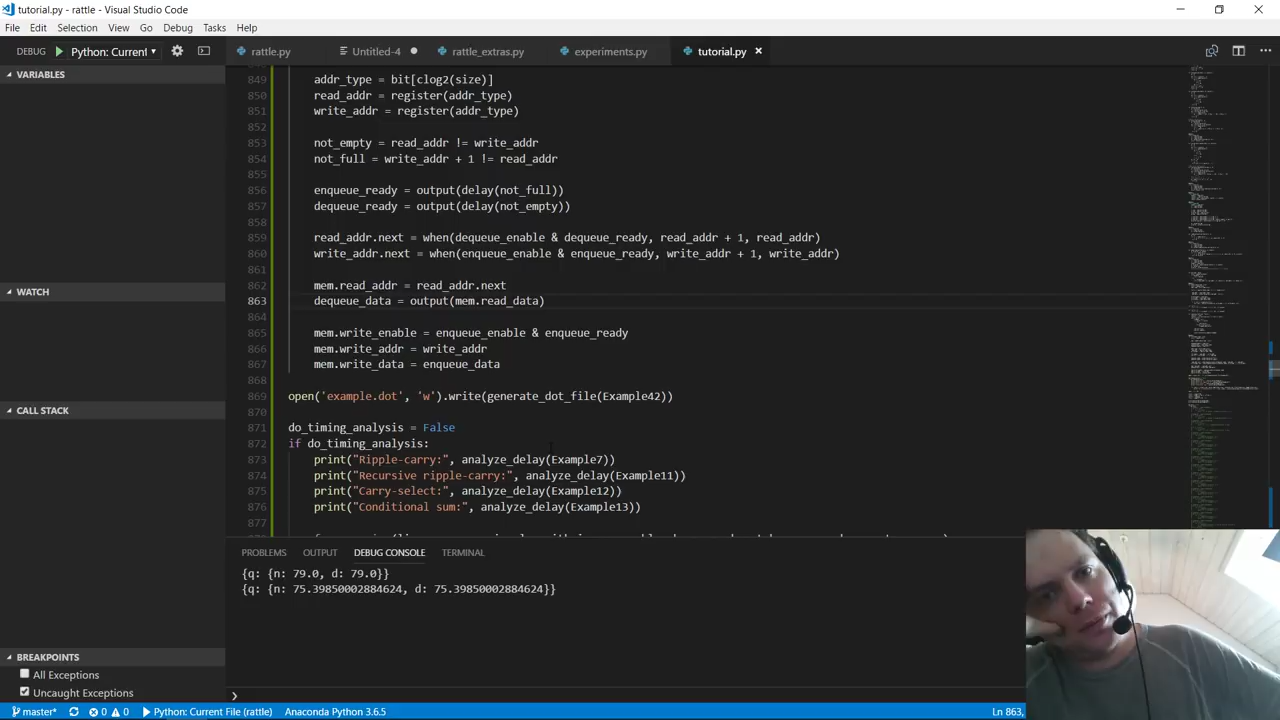 tutorial.py - rattle - Visual Studio Code
File Edit Selection View Go Debug Tasks Help
DEBUG Python: Current
rattle.py Untitled-4 rattle_extras.py experiments.py tutorial.py
VARIABLES
WATCH
CALL STACK
BREAKPOINTS
All Exceptions
Uncaught Exceptions
849 addr_type = bit[clog2(size)]
850 read_addr = register(addr_type)
851 write_addr = register(addr_type)
852
853 not_empty = read_addr != write_addr
854 not_full = write_addr + 1 != read_addr
855
856 enqueue_ready = output(delay(not_full))
857 dequeue_ready = output(delay(not_empty))
858
859 read_addr.next = when(dequeue_enable & dequeue_ready, read_addr + 1, read_addr)
860 write_addr.next = when(enqueue_enable & enqueue_ready, write_addr + 1, write_addr)
861
862 mem.read_addr = read_addr.next
863 dequeue_data = output(mem.read_data)
864
865 mem.write_enable = enqueue_enable & enqueue_ready
866 mem.write_addr = write_addr
867 mem.write_data = enqueue_data
868
869 open('example.dot', 'w').write(generate_dot_file(Example42))
870
871 do_timing_analysis = False
872 if do_timing_analysis:
873 print("Ripple-carry:", analyze_delay(Example7))
874 print("Recursive ripple-carry:", analyze_delay(Example11))
875 print("Carry-select:", analyze_delay(Example12))
876 print("Conditional sum:", analyze_delay(Example13))
877
PROBLEMS OUTPUT DEBUG CONSOLE TERMINAL
{q: {n: 79.0, d: 79.0}}
{q: {n: 75.39850002884624, d: 75.39850002884624}}
master* 0 0 Python: Current File (rattle) Anaconda Python 3.6.5 Ln 863,